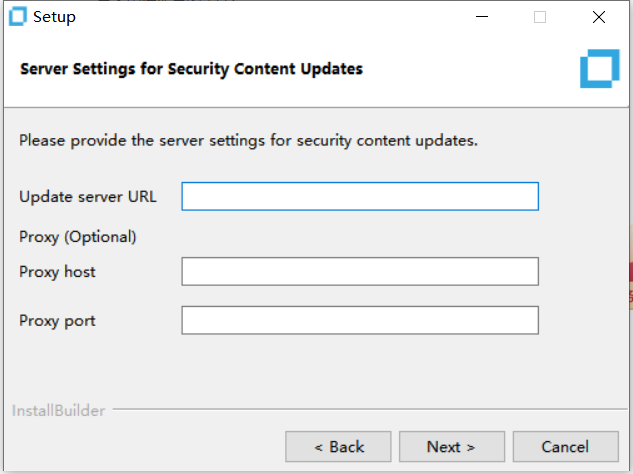 Setup
Server Settings for Security Content Updates
Please provide the server settings for security content updates.
Update server URL
Proxy (Optional)
Proxy host
Proxy port
InstallBuilder
< Back Next > Cancel